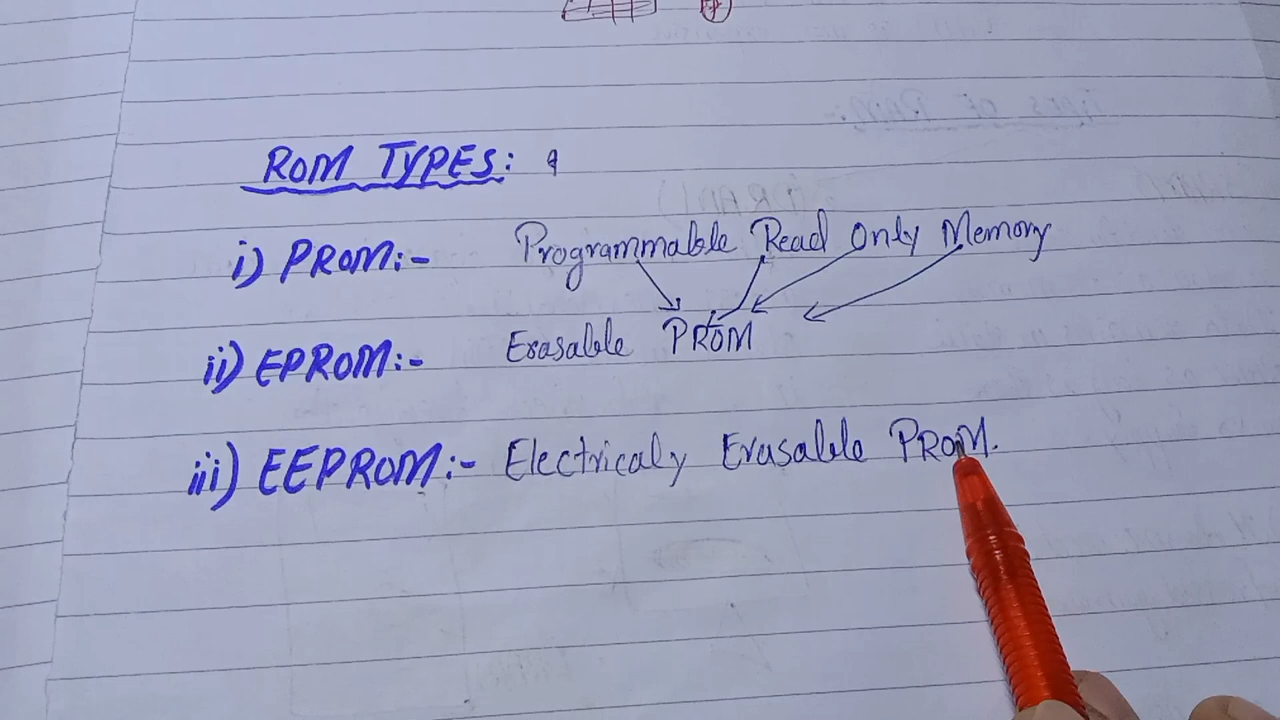 ROM TYPES:
i) PROM:- Programmable Read Only Memory
ii) EPROM:- Erasable PROM
iii) EEPROM:- Electricaly Erasable PROM.